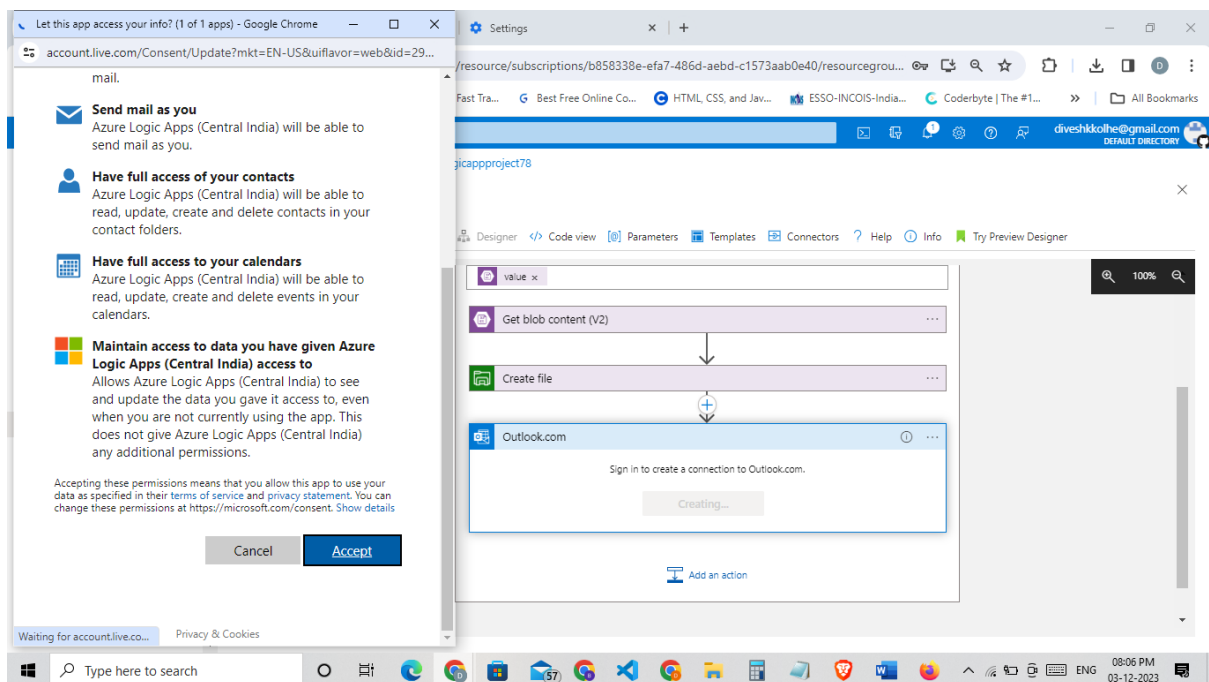 Let this app access your info? (1 of 1 apps) - Google Chrome
account.live.com/Consent/Update?mkt=EN-US&uiflavor=web&id=29...
mail.
Send mail as you
Azure Logic Apps (Central India) will be able to
send mail as you.
Have full access of your contacts
Azure Logic Apps (Central India) will be able to
read, update, create and delete contacts in your
contact folders.
Have full access to your calendars
Azure Logic Apps (Central India) will be able to
read, update, create and delete events in your
calendars.
Maintain access to data you have given Azure
Logic Apps (Central India) access to
Allows Azure Logic Apps (Central India) to see
and update the data you gave it access to, even
when you are not currently using the app. This
does not give Azure Logic Apps (Central India)
any additional permissions.
Accepting these permissions means that you allow this app to use your
data as specified in their terms of service and privacy statement. You can
change these permissions at https://microsoft.com/consent. Show details
Cancel
Accept
Waiting for account.live.co...
Privacy & Cookies
Settings
/resource/subscriptions/b858338e-efa7-486d-aebd-c1573aab0e40/resourcegrou...
D
Fast Tra...
G Best Free Online Co...
HTML, CSS, and Jav...
ESSO-INCOIS-India...
Coderbyte | The #1...
All Bookmarks
1
diveshkkolhe@gmail.com
DEFAULT DIRECTORY
gicappproject78
Designer
Code view
Parameters
Templates
Connectors
Help
Info
Try Preview Designer
value ×
100%
Get blob content (V2)
Create file
Outlook.com
Sign in to create a connection to Outlook.com.
Creating...
Add an action
Type here to search
57
ENG
08:06 PM
03-12-2023